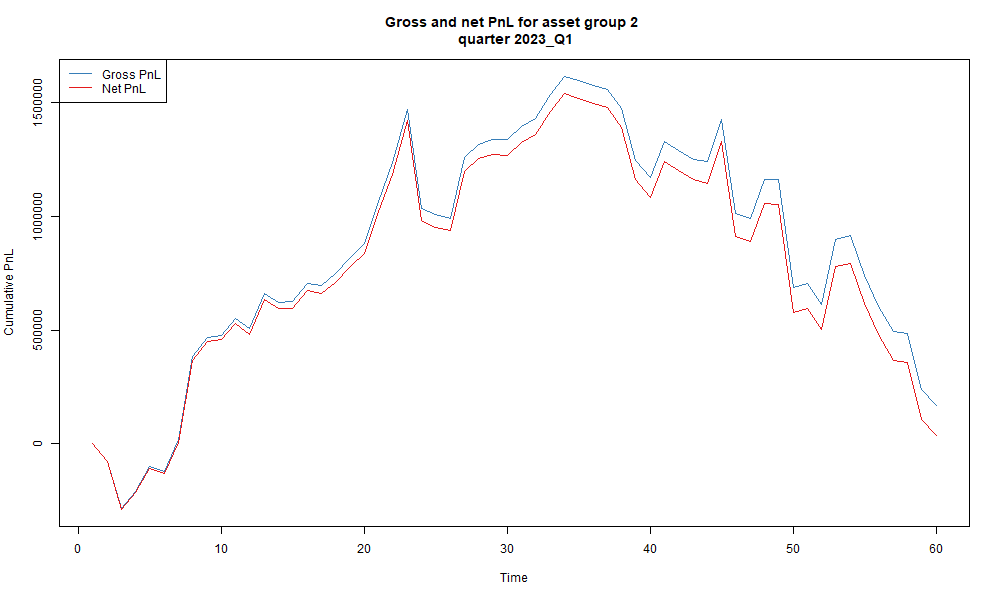 Gross and net PnL for asset group 2
quarter 2023_Q1
Gross PnL
Net PnL
Cumulative PnL
1500000
1000000
500000
0
0 10 20 30 40 50 60
Time